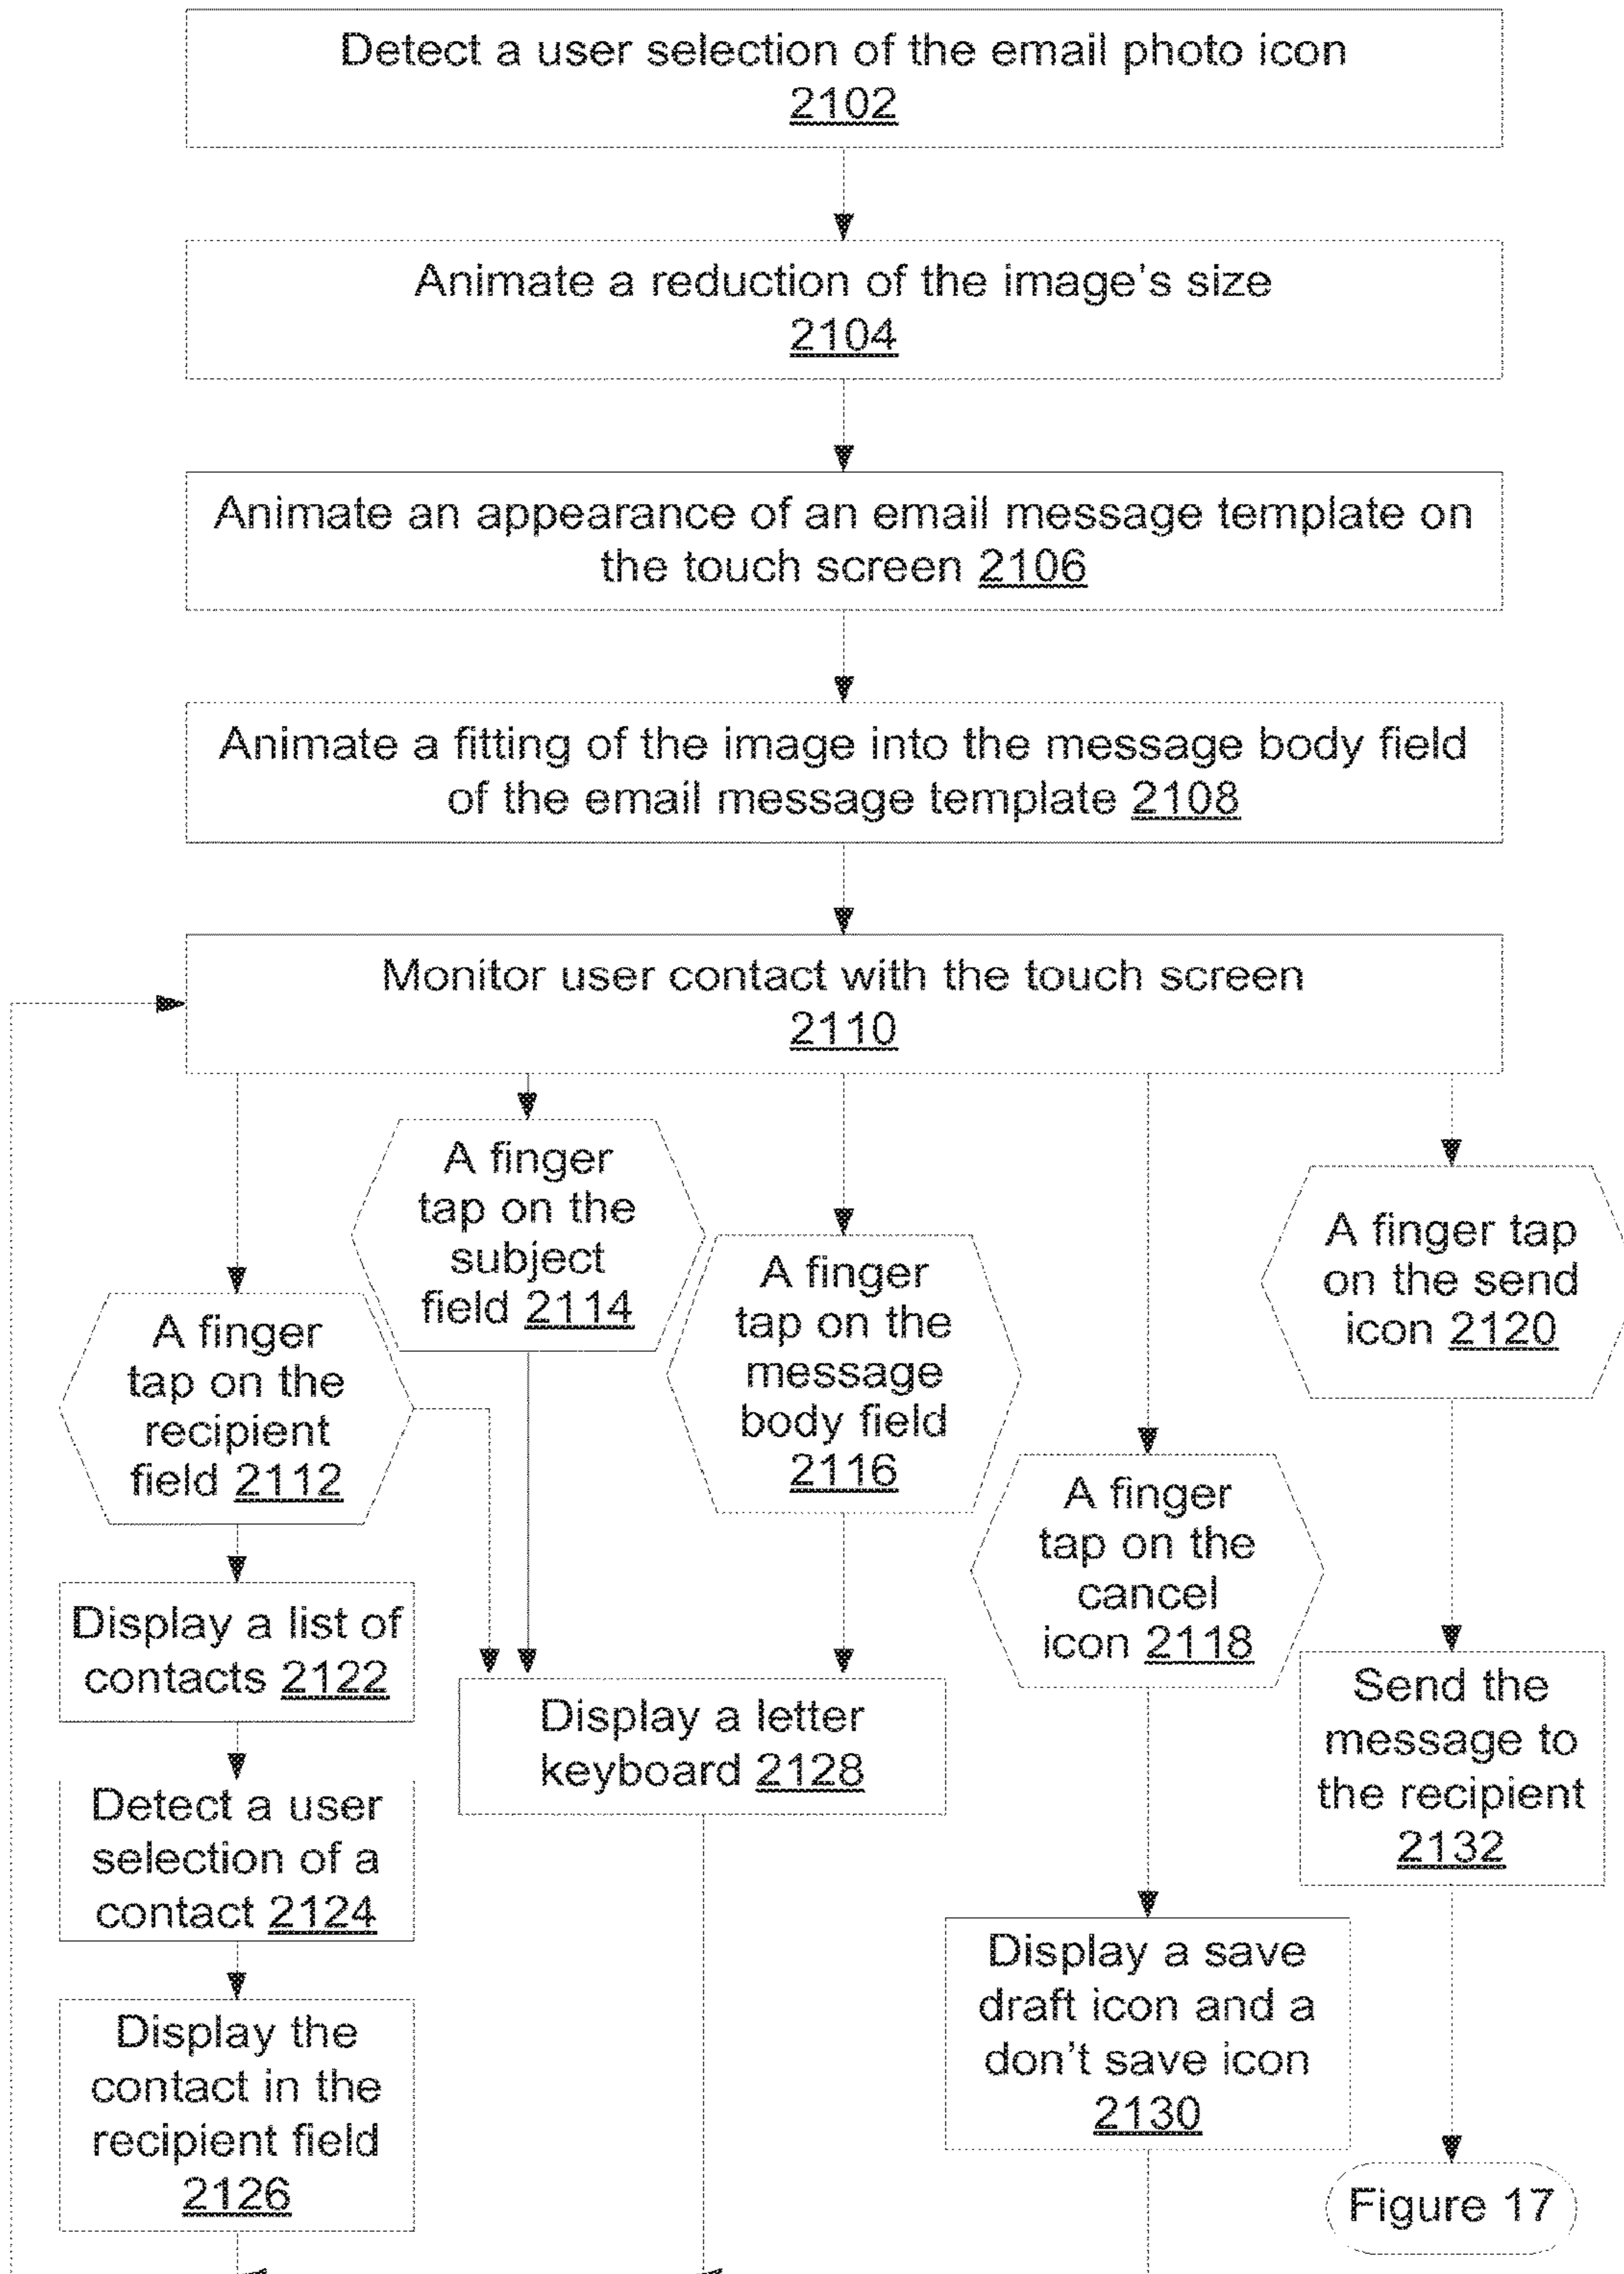 Detect a user selection of the email photo icon
2102
Animate a reduction of the image's size
2104
Animate an appearance of an email message template on
the touch screen 2106
Animate a fitting of the image into the message body field
of the email message template 2108
Monitor user contact with the touch screen
2110
A finger
tap on the
recipient
field 2112
A finger
tap on the
subject
field 2114
A finger
tap on the
message
body field
2116
A finger
tap on the
cancel
icon 2118
A finger tap
on the send
icon 2120
Display a list of
contacts 2122
Detect a user
selection of a
contact 2124
Display the
contact in the
recipient field
2126
Display a letter
keyboard 2128
Display a save
draft icon and a
don't save icon
2130
Send the
message to
the recipient
2132
Figure 17